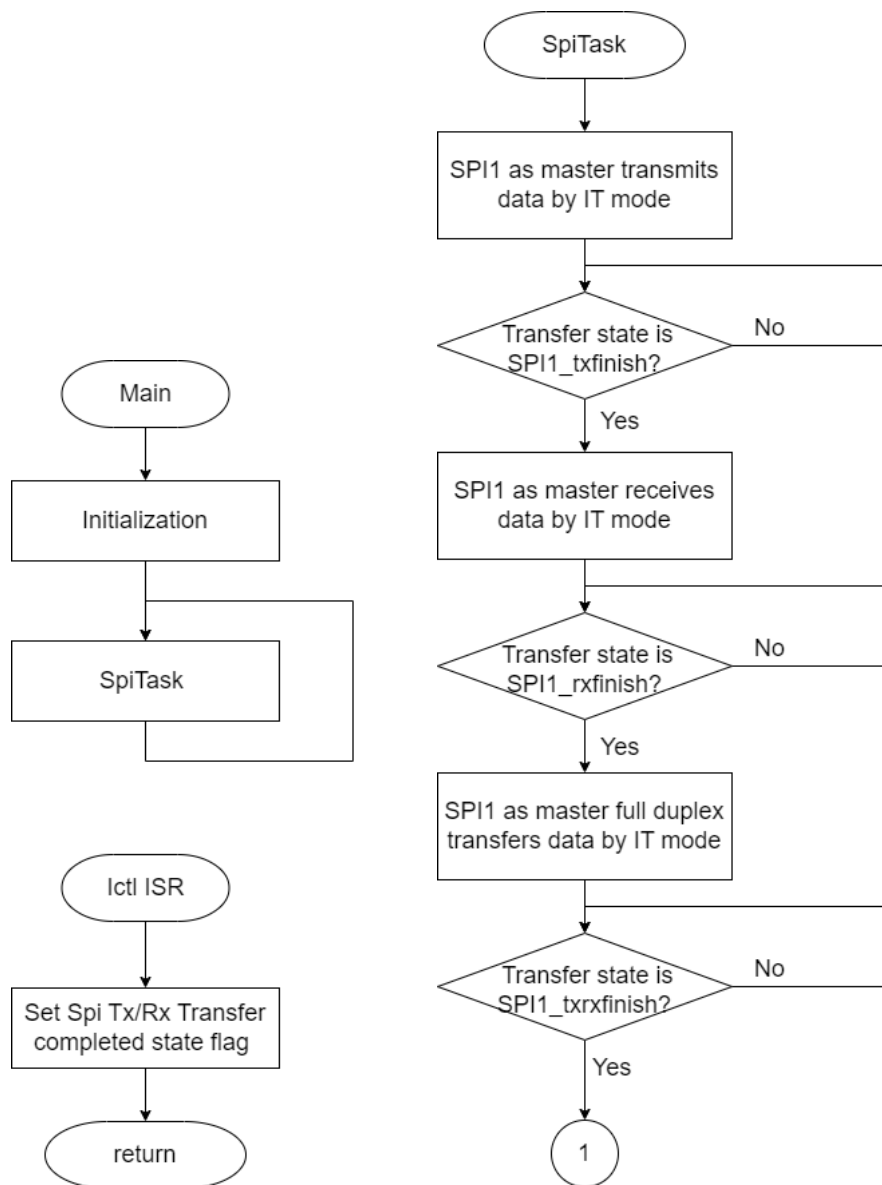 Main
Initialization
SpiTask
Ictl ISR
Set Spi Tx/Rx Transfer
completed state flag
return
SpiTask
SPI1 as master transmits
data by IT mode
Transfer state is
SPI1_txfinish?
No
Yes
SPI1 as master receives
data by IT mode
Transfer state is
SPI1_rxfinish?
No
Yes
SPI1 as master full duplex
transfers data by IT mode
Transfer state is
SPI1_txrxfinish?
No
Yes
1